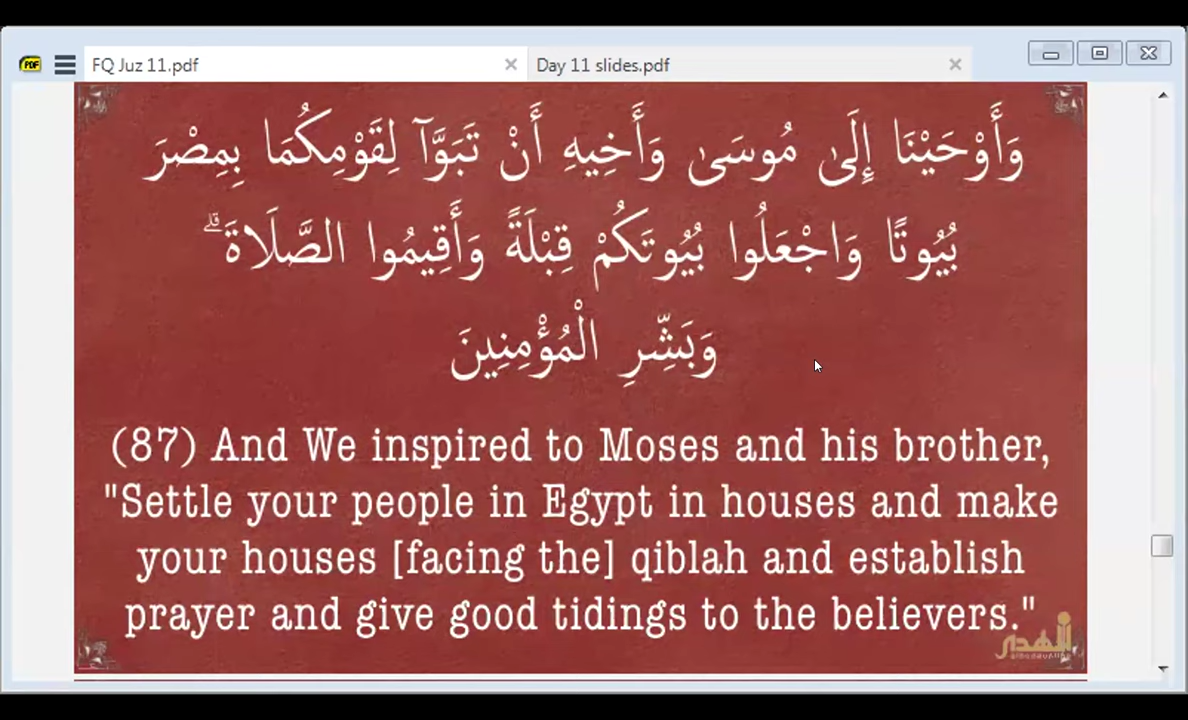 FQ Juz 11.pdf
Day 11 slides.pdf
وَأَوْحَيْنَا إِلَىٰ مُوسَىٰ وَأَخِيهِ أَنْ تَبَوَّآ لِقَوْمِكُمَا بِمِصْرَ
بُيُوتًا وَاجْعَلُوا بُيُوتَكُمْ قِبْلَةً وَأَقِيمُوا الصَّلَاةَ ۗ
وَبَشِّرِ الْمُؤْمِنِينَ
(87) And We inspired to Moses and his brother,
"Settle your people in Egypt in houses and make
your houses [facing the] qiblah and establish
prayer and give good tidings to the believers."
الهدى